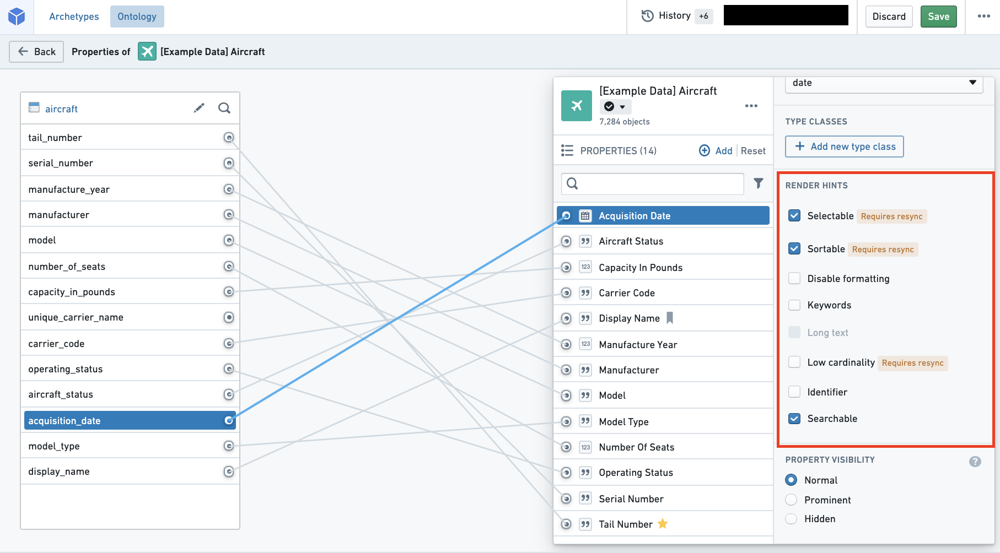 Archetypes
Ontology
History +6
Discard
Save
Back
Properties of [Example Data] Aircraft
aircraft
tail_number
serial_number
manufacture_year
manufacturer
model
number_of_seats
capacity_in_pounds
unique_carrier_name
carrier_code
operating_status
aircraft_status
acquisition_date
model_type
display_name
[Example Data] Aircraft
7,284 objects
PROPERTIES (14)
Add
Reset
Acquisition Date
Aircraft Status
123 Capacity In Pounds
Carrier Code
Display Name
123 Manufacture Year
Manufacturer
Model
Model Type
123 Number Of Seats
Operating Status
Serial Number
Tail Number
date
TYPE CLASSES
Add new type class
RENDER HINTS
Selectable Requires resync
Sortable Requires resync
Disable formatting
Keywords
Long text
Low cardinality Requires resync
Identifier
Searchable
PROPERTY VISIBILITY ?
Normal
Prominent
Hidden